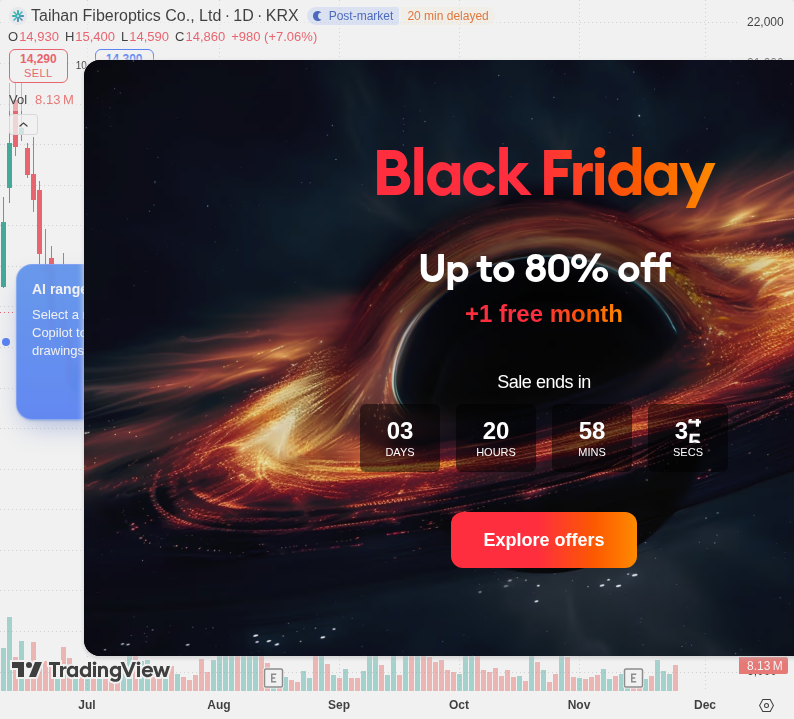 Taihan Fiberoptics Co., Ltd · 1D · KRX
Post-market
20 min delayed
22,000
O14,930 H15,400 L14,590 C14,860 +980 (+7.06%)
14,290
SELL
10
14,300
Vol 8.13 M
Black Friday
Up to 80% off
+1 free month
AI range
Select a
Copilot to
drawings
Sale ends in
03
DAYS
20
HOURS
58
MINS
SECS
Explore offers
TradingView
E
E
8.13 M
Jul
Aug
Sep
Oct
Nov
Dec